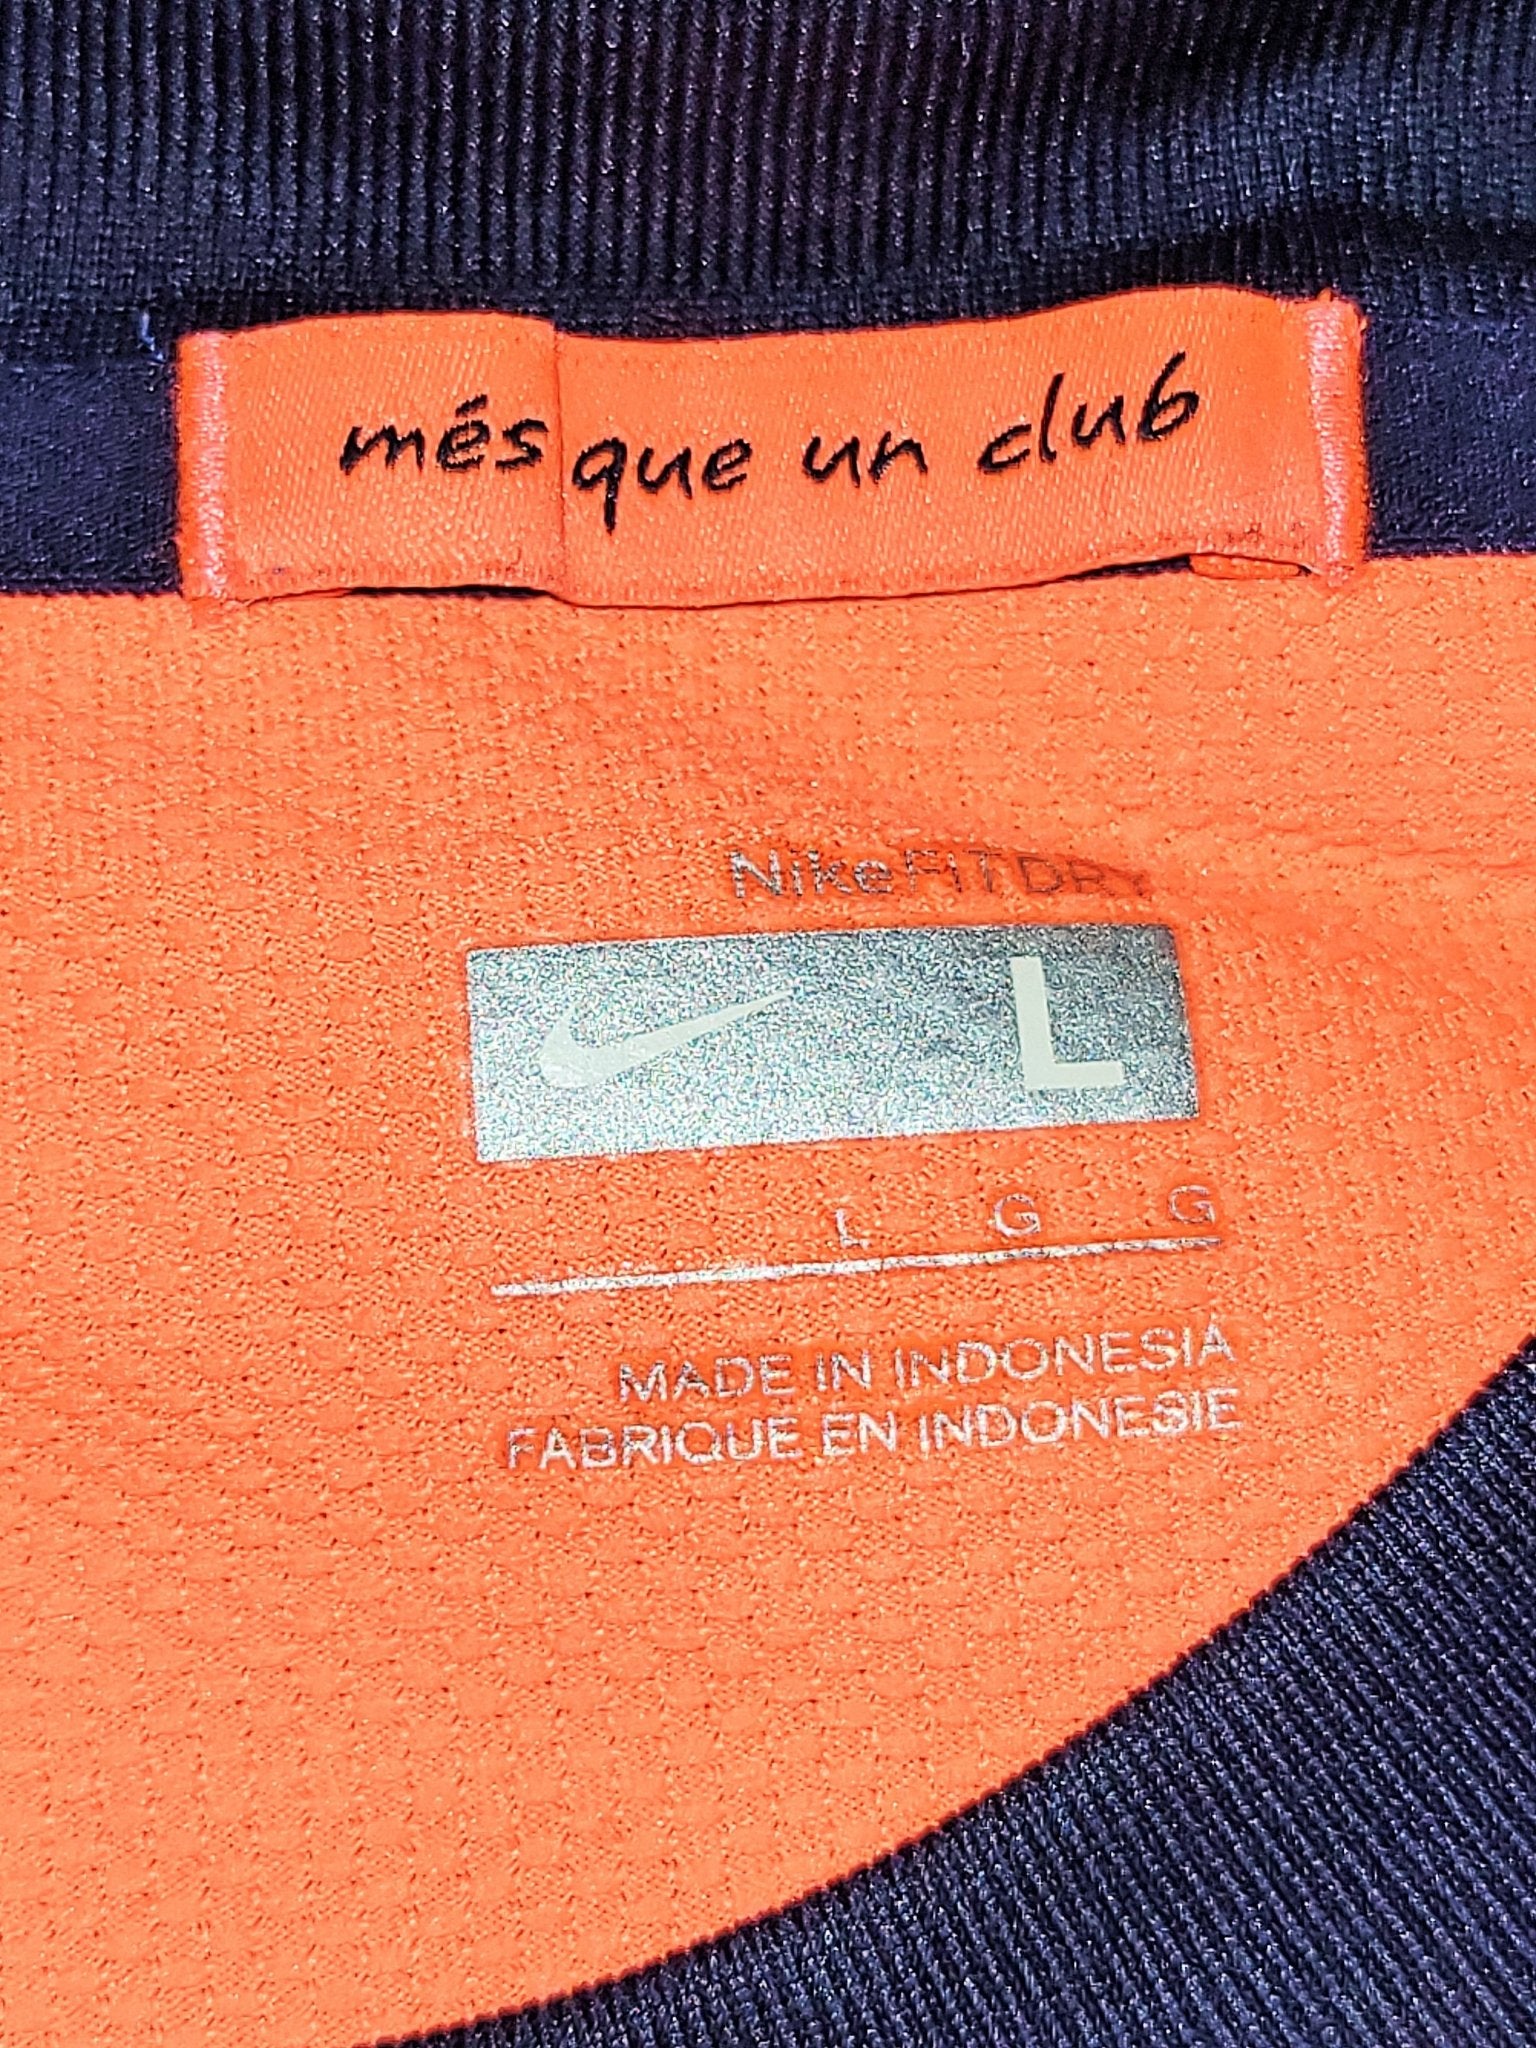 més que un club
NikeFITDRY
L
L G G
MADE IN INDONESIA
FABRIQUE EN INDONESIE